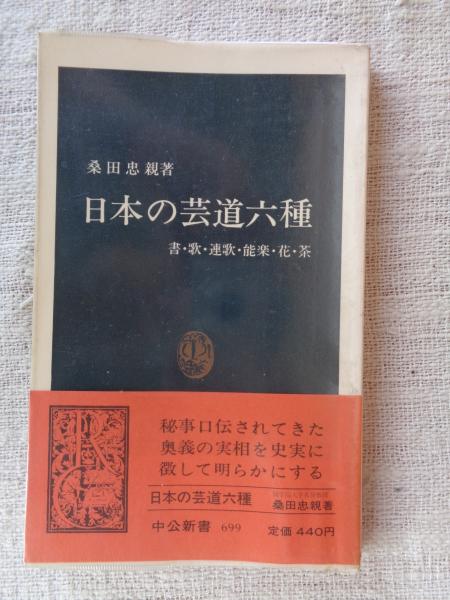 桑田忠親著
日本の芸道六種
書・歌・連歌・能楽・花・茶
秘事口伝されてきた
奥義の実相を史実に
徴して明らかにする
日本の芸道六種
桑田忠親著
中公新書 699
定価 440円